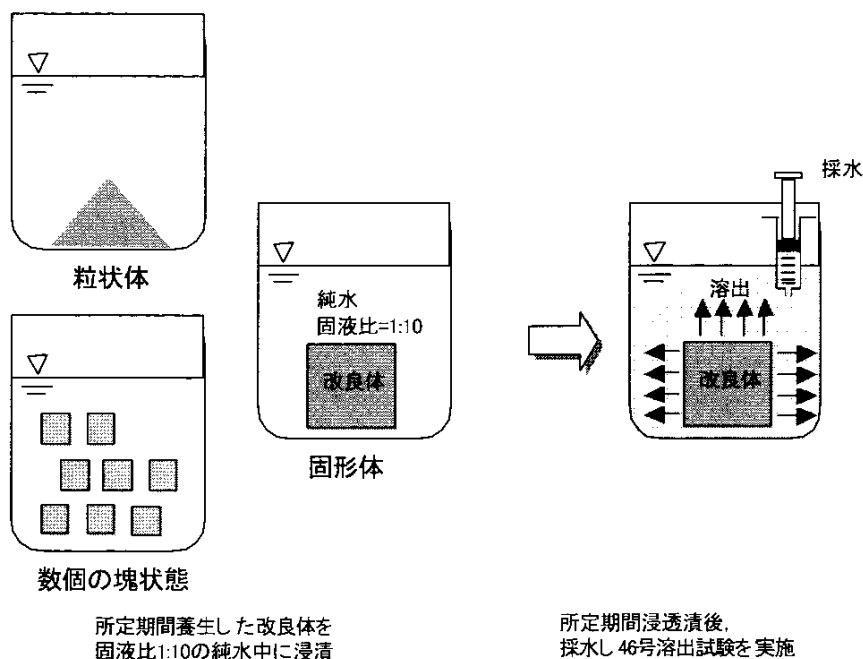 粒状体
数個の塊状態
純水
固液比=1:10
改良体
固形体
採水
溶出
改良体
所定期間養生した改良体を
固液比1:10の純水中に浸漬
所定期間浸透漬後,
採水し46号溶出試験を実施